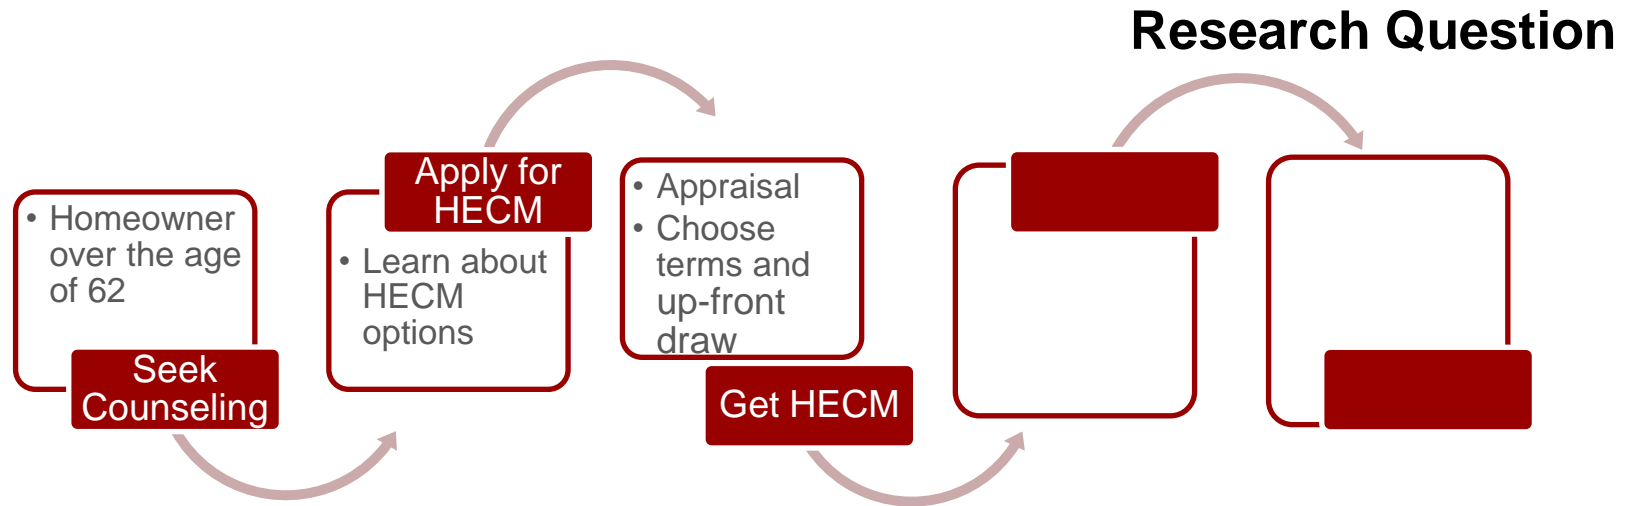 Research Question
• Homeowner
over the age
of 62
Seek
Counseling
Apply for
HECM
• Learn about
HECM
options
• Appraisal
• Choose
terms and
up-front
draw
Get HECM